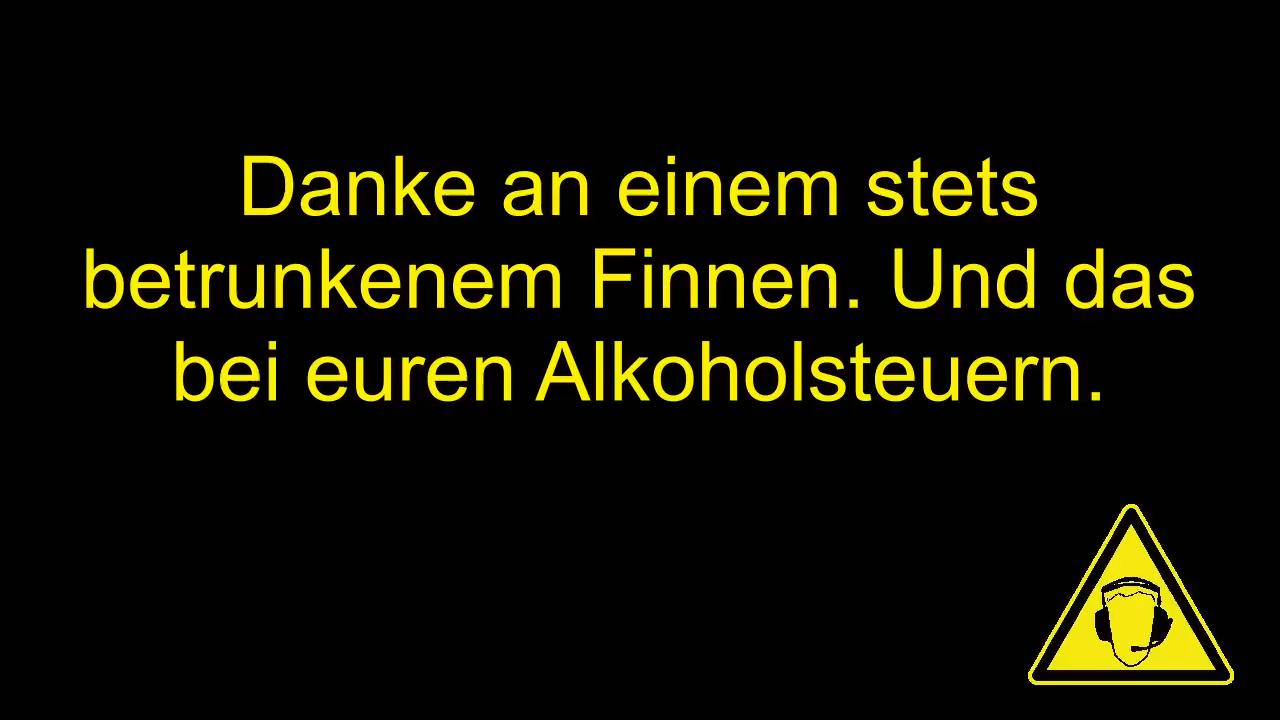 Danke an einem stets
betrunkenem Finnen. Und das
bei euren Alkoholsteuern.